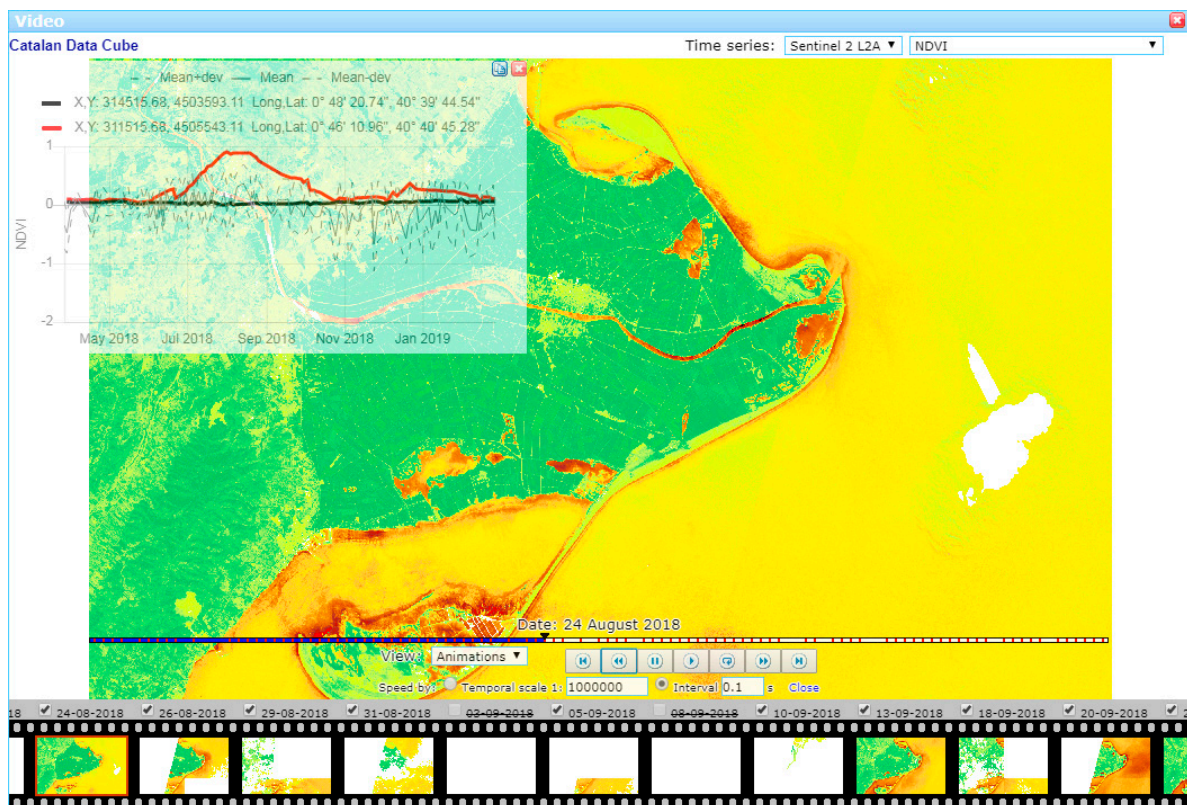 Video
Catalan Data Cube
Time series: Sentinel 2 L2A NDVI
Mean+dev Mean Mean-dev
X,Y: 314515.68, 4503593.11 Long,Lat: 0° 48' 20.74", 40° 39' 44.54"
X,Y: 311515.68, 4505543.11 Long,Lat: 0° 46' 10.96", 40° 40' 45.28"
1
0
-1
-2
NDVI
May 2018 Jul 2018 Sep 2018 Nov 2018 Jan 2019
Date: 24 August 2018
View: Animations
Speed by: Temporal scale 1: 1000000 Interval 0.1 s Close
18 24-08-2018 26-08-2018 29-08-2018 31-08-2018 03-09-2018 05-09-2018 08-09-2018 10-09-2018 13-09-2018 18-09-2018 20-09-2018 2